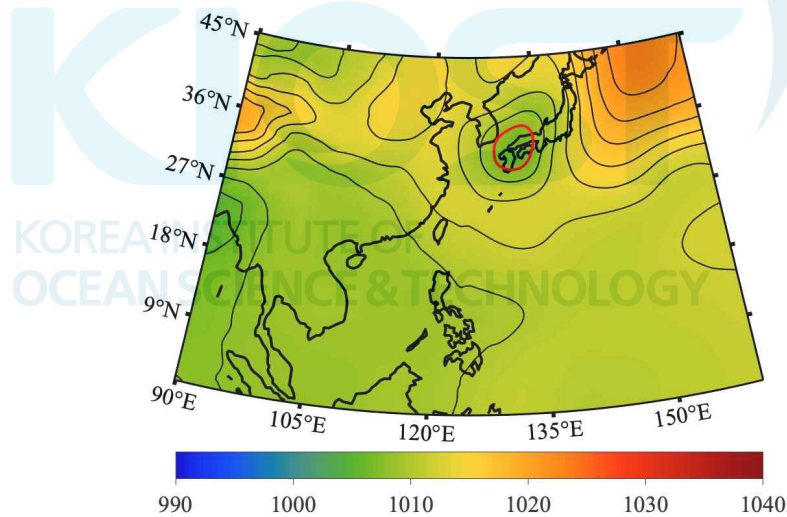 KIOST
45°N
36°N
27°N
18°N
9°N
KOREA INSTITUTE OF
OCEAN SCIENCE & TECHNOLOGY
90°E
105°E
120°E
135°E
150°E
990
1000
1010
1020
1030
1040